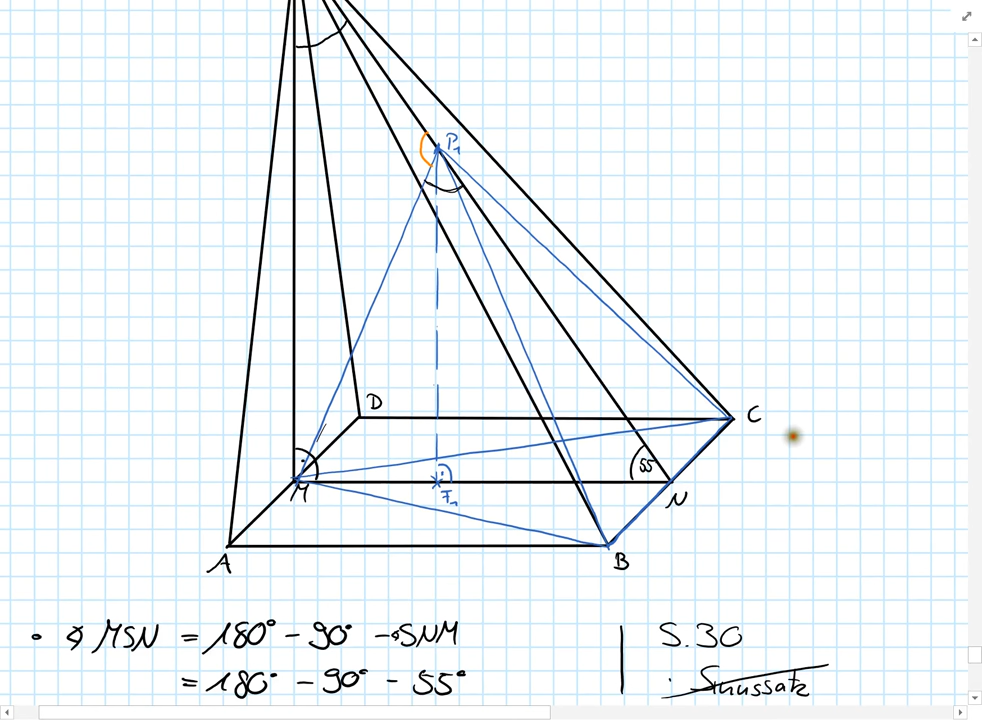 P₁
D
C
55°
M
F₁
N
A
B
• ∢ MSN = 180° - 90° - ∢SNM
= 180° - 90° - 55°
S.30
: Sinussatz